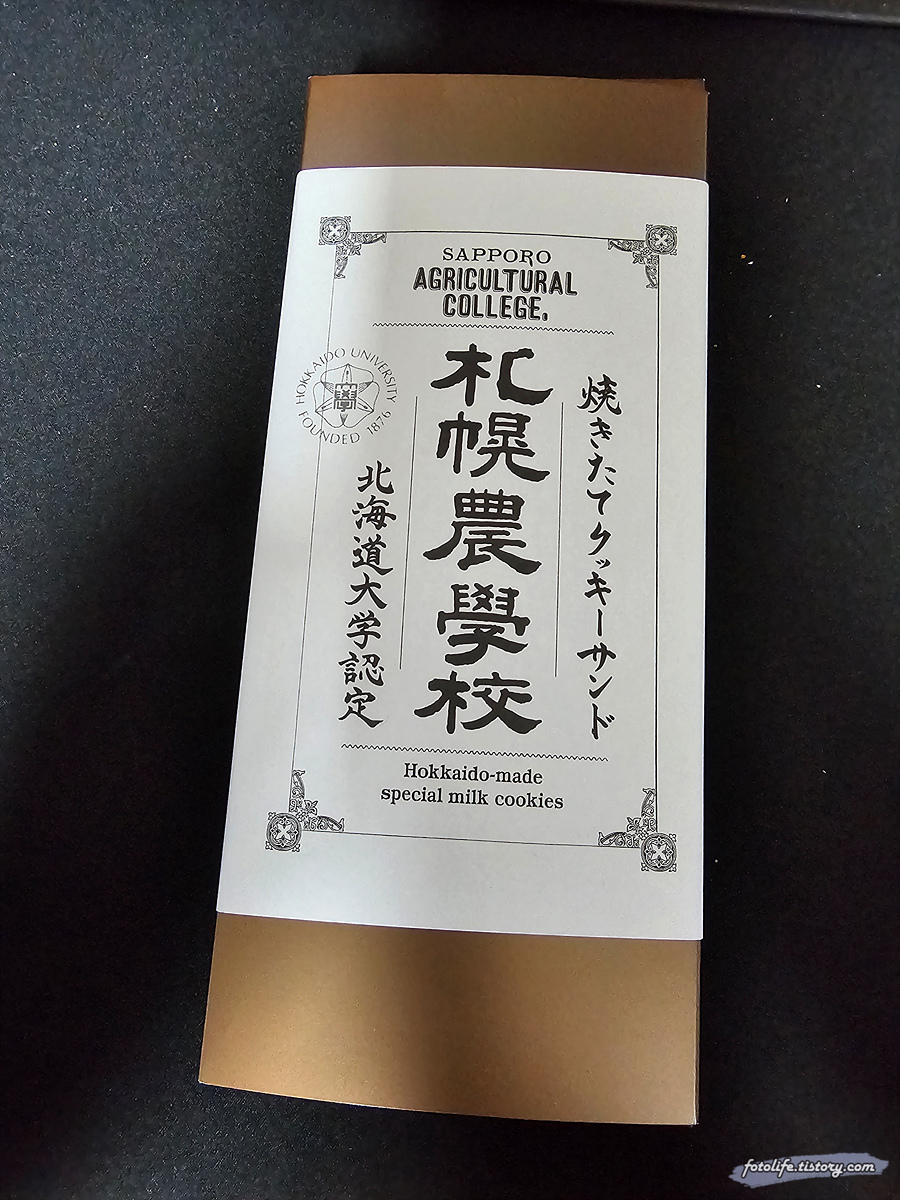 SAPPORO
AGRICULTURAL
COLLEGE.
焼きたてクッキーサンド
札幌農學校
HOKKAIDO UNIVERSITY
FOUNDED 1876
北海道大学認定
Hokkaido-made
special milk cookies
fotolife.tistory.com